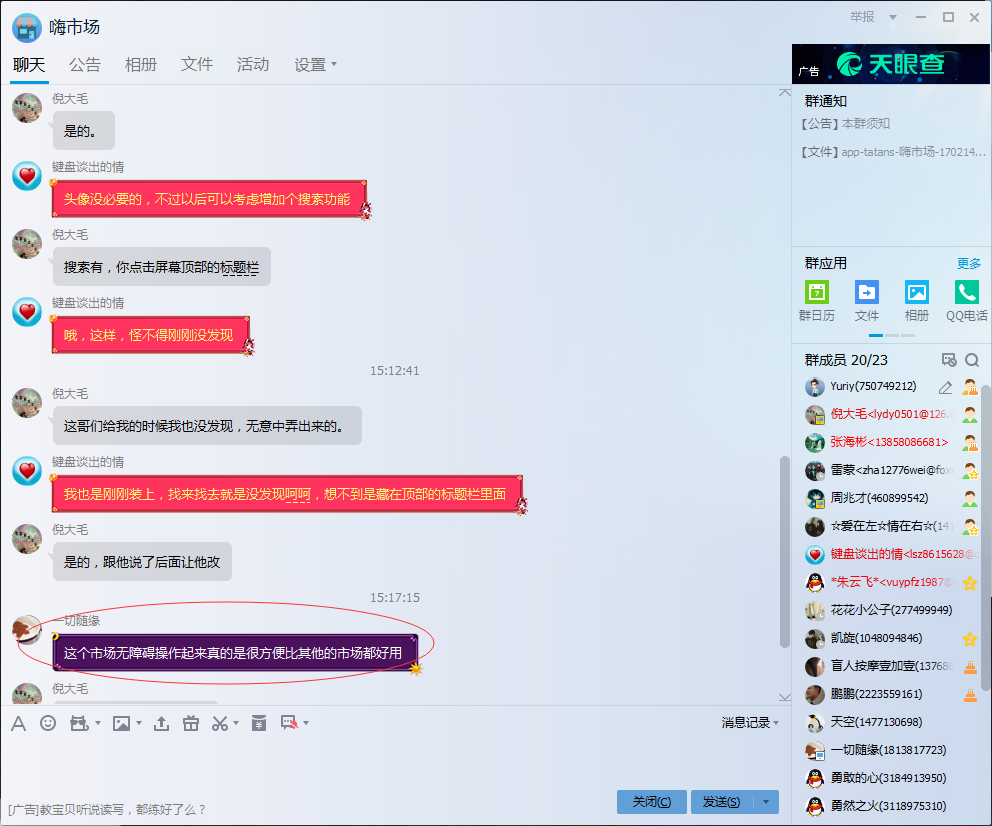 嗨市场
举报
聊天 公告 相册 文件 活动 设置
倪大毛
是的。
键盘谈出的情
头像没必要的，不过以后可以考虑增加个搜索功能
倪大毛
搜索有，你点击屏幕顶部的标题栏
键盘谈出的情
哦，这样，怪不得刚刚没发现
15:12:41
倪大毛
这哥们给我的时候我也没发现，无意中弄出来的。
键盘谈出的情
我也是刚刚装上，找来找去就是没发现呵呵，想不到是藏在顶部的标题栏里面
倪大毛
是的，跟他说了后面让他改
15:17:15
一切随缘
这个市场无障碍操作起来真的是很方便比其他的市场都好用
倪大毛
消息记录
[广告]教宝贝听说读写，都练好了么？
关闭(C) 发送(S)
广告 天眼查
群通知
【公告】本群须知
【文件】app-tatans-嗨市场-170214...
群应用 更多
7
群日历 文件 相册 QQ电话
群成员 20/23
Yuriy(750749212)
倪大毛<lydy0501@126.c
张海彬<13858086681>
雷蒙<zha12776wei@foxm
周兆才(460899542)
☆爱在左☆情在右☆(141
键盘谈出的情<lsz8615628@c
*朱云飞*<vuypfz1987@
花花小公子(277499949)
凯旋(1048094846)
盲人按摩壹加壹(137686
鹏鹏(2223559161)
天空(1477130698)
一切随缘(1813817723)
勇敢的心(3184913950)
勇然之火(3118975310)